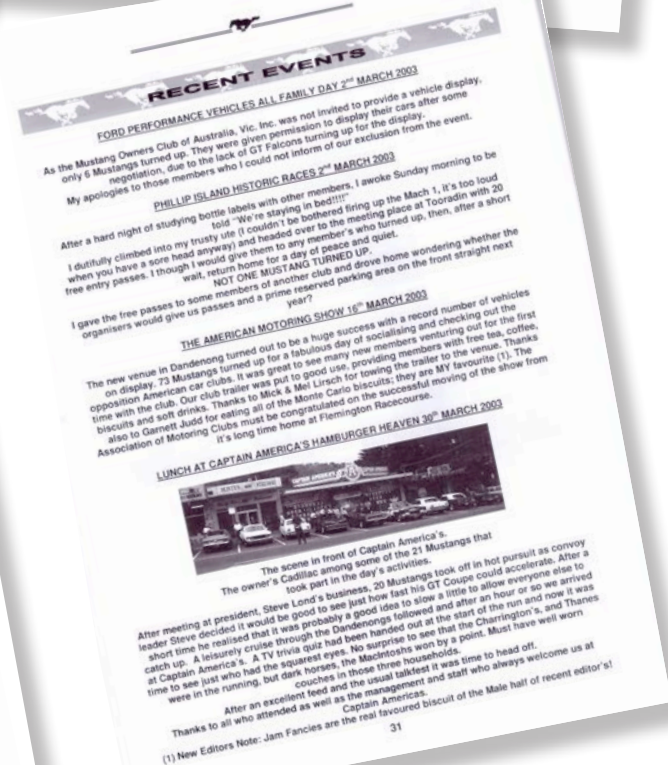 RECENT EVENTS
FORD PERFORMANCE VEHICLES ALL FAMILY DAY 2nd MARCH 2003
As the Mustang Owners Club of Australia, Vic. Inc. was not invited to provide a vehicle display,
only 6 Mustangs turned up. They were given permission to display their cars after some
negotiation, due to the lack of GT Falcons turning up for the display.
My apologies to those members who I could not inform of our exclusion from the event.
PHILLIP ISLAND HISTORIC RACES 2nd MARCH 2003
After a hard night of studying bottle labels with other members, I awoke Sunday morning to be
told "We're staying in bed!!!!"
I dutifully climbed into my trusty ute (I couldn't be bothered firing up the Mach 1, it's too loud
when you have a sore head anyway) and headed over to the meeting place at Tooradin with 20
free entry passes. I though I would give them to any member's who turned up, then, after a short
wait, return home for a day of peace and quiet.
NOT ONE MUSTANG TURNED UP.
I gave the free passes to some members of another club and drove home wondering whether the
organisers would give us passes and a prime reserved parking area on the front straight next
year?
THE AMERICAN MOTORING SHOW 16th MARCH 2003
The new venue in Dandenong turned out to be a huge success with a record number of vehicles
on display. 73 Mustangs turned up for a fabulous day of socialising and checking out the
opposition American car clubs. It was great to see many new members venturing out for the first
time with the club. Our club trailer was put to good use, providing members with free tea, coffee,
biscuits and soft drinks. Thanks to Mick & Mel Lirsch for towing the trailer to the venue. Thanks
also to Garnett Judd for eating all of the Monte Carlo biscuits; they are MY favourite (1). The
Association of Motoring Clubs must be congratulated on the successful moving of the show from
it's long time home at Flemington Racecourse.
LUNCH AT CAPTAIN AMERICA'S HAMBURGER HEAVEN 30th MARCH 2003
The scene in front of Captain America's.
The owner's Cadillac among some of the 21 Mustangs that
took part in the day's activities.
After meeting at president, Steve Lond's business, 20 Mustangs took off in hot pursuit as convoy
leader Steve decided it would be good to see just how fast his GT Coupe could accelerate. After a
short time he realised that it was probably a good idea to slow a little to allow everyone else to
catch up. A leisurely cruise through the Dandenongs followed and after an hour or so we arrived
at Captain America's. A TV trivia quiz had been handed out at the start of the run and now it was
time to see just who had the squarest eyes. No surprise to see that the Charrington's, and Thanes
were in the running, but dark horses, the MacIntoshs won by a point. Must have well worn
couches in those three households.
After an excellent feed and the usual talkfest it was time to head off.
Thanks to all who attended as well as the management and staff who always welcome us at
Captain Americas.
(1) New Editors Note: Jam Fancies are the real favoured biscuit of the Male half of recent editor's!
31